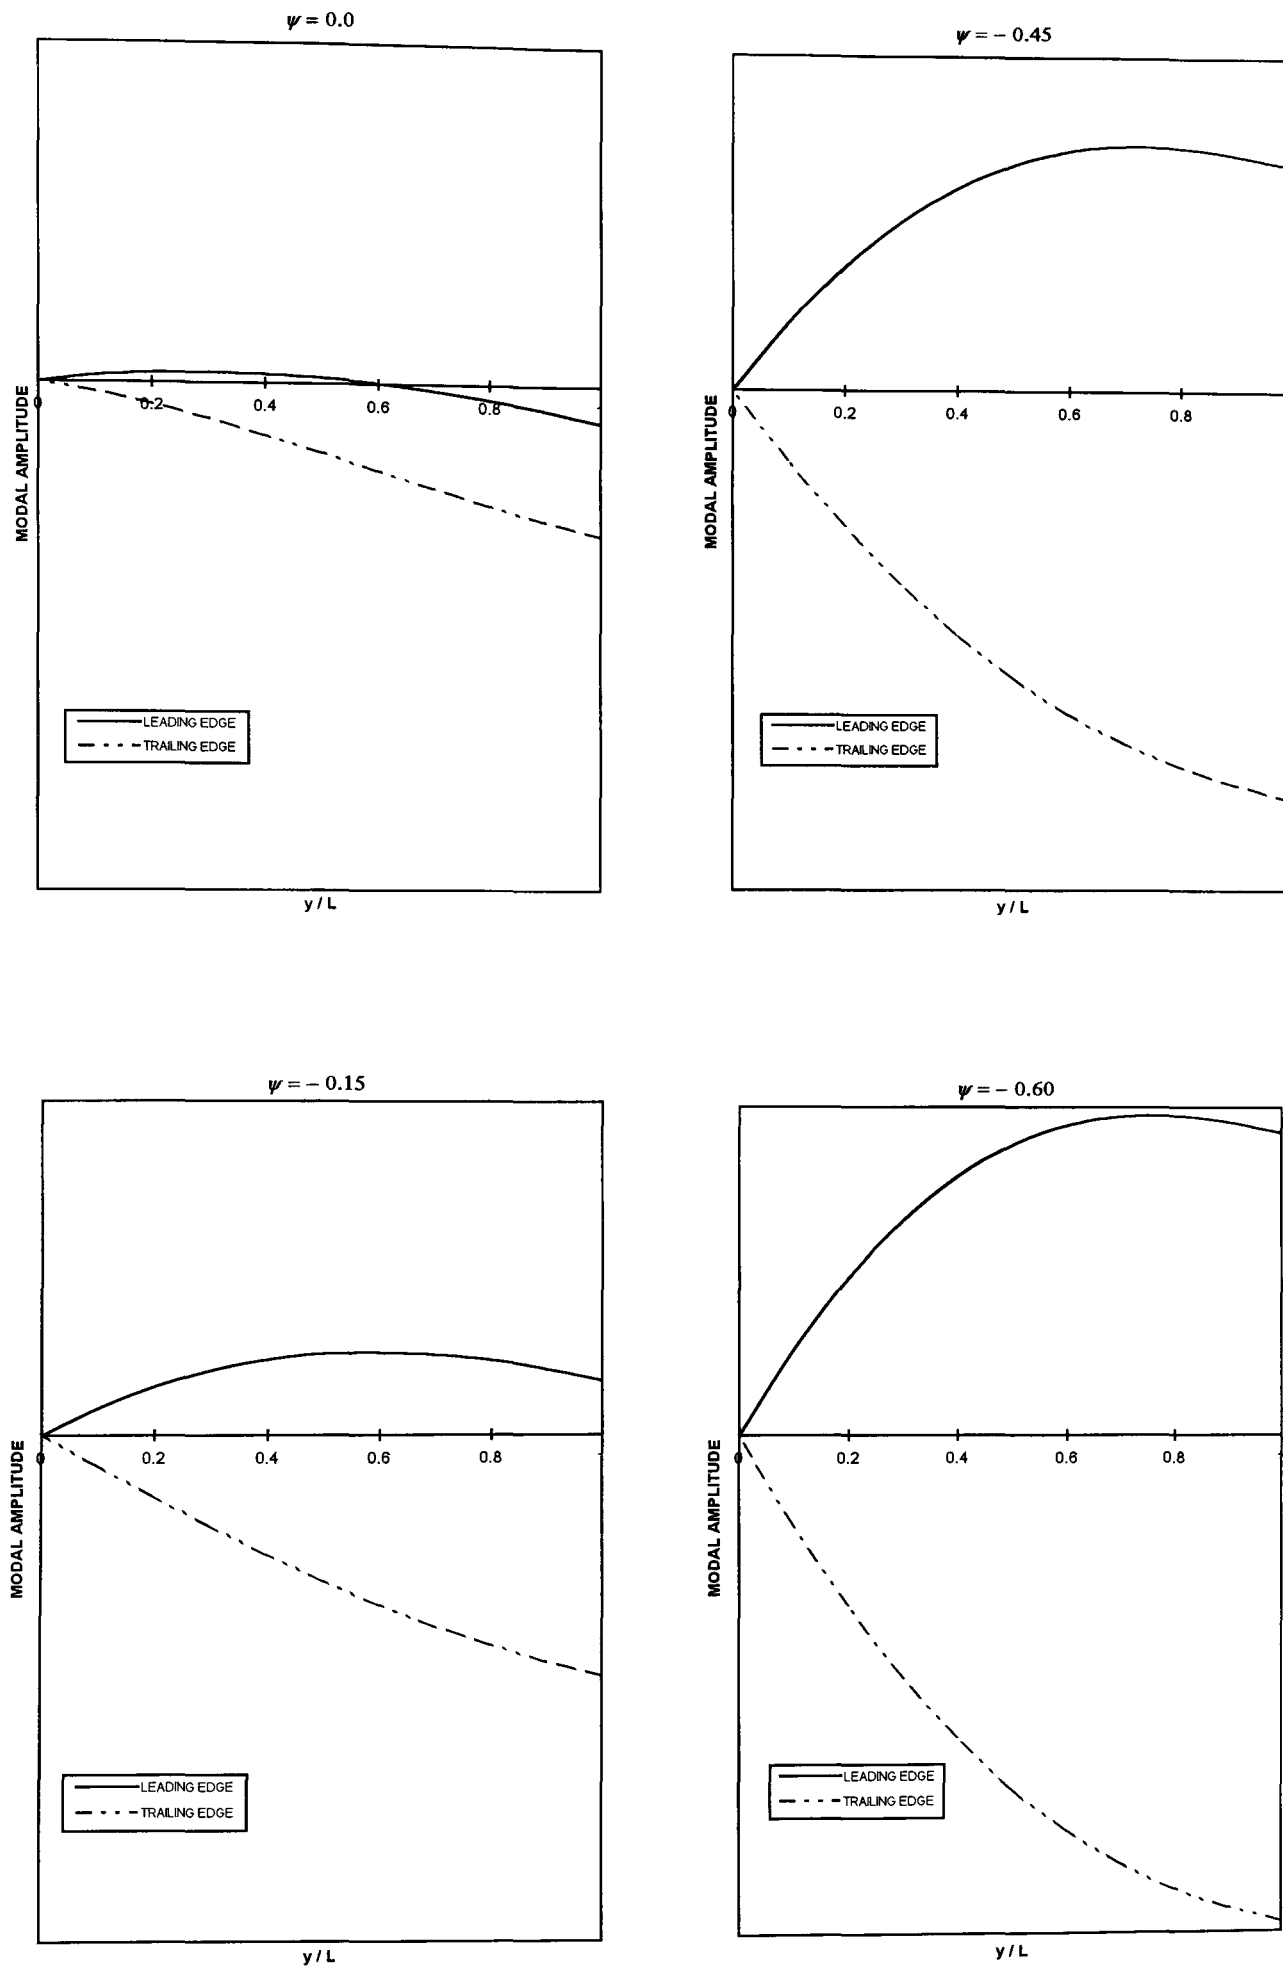 ψ = 0.0
MODAL AMPLITUDE
0
0.2
0.4
0.6
0.8
LEADING EDGE
TRAILING EDGE
y / L
ψ = - 0.45
MODAL AMPLITUDE
0
0.2
0.4
0.6
0.8
LEADING EDGE
TRAILING EDGE
y / L
ψ = - 0.15
MODAL AMPLITUDE
0
0.2
0.4
0.6
0.8
LEADING EDGE
TRAILING EDGE
y / L
ψ = - 0.60
MODAL AMPLITUDE
0
0.2
0.4
0.6
0.8
LEADING EDGE
TRAILING EDGE
y / L